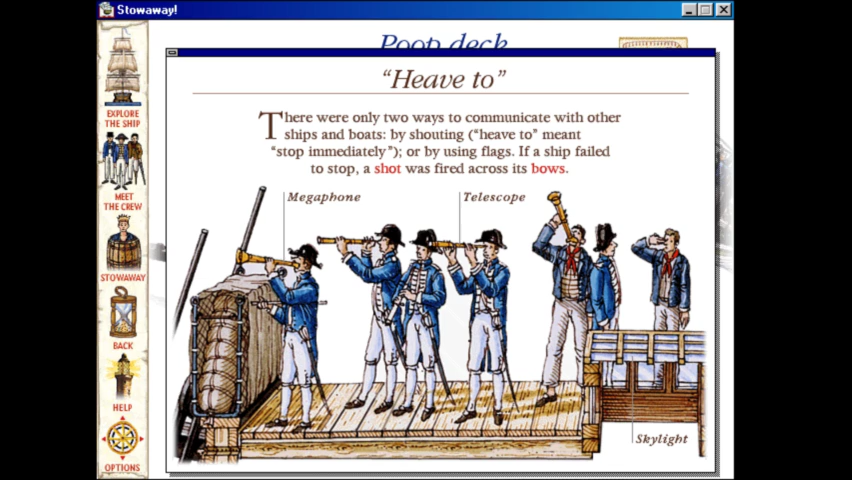 Stowaway!
Poop deck
“Heave to”
There were only two ways to communicate with other
ships and boats: by shouting (“heave to” meant
“stop immediately”); or by using flags. If a ship failed
to stop, a shot was fired across its bows.
Megaphone
Telescope
Skylight
EXPLORE
THE SHIP
MEET
THE CREW
STOWAWAY
BACK
HELP
OPTIONS